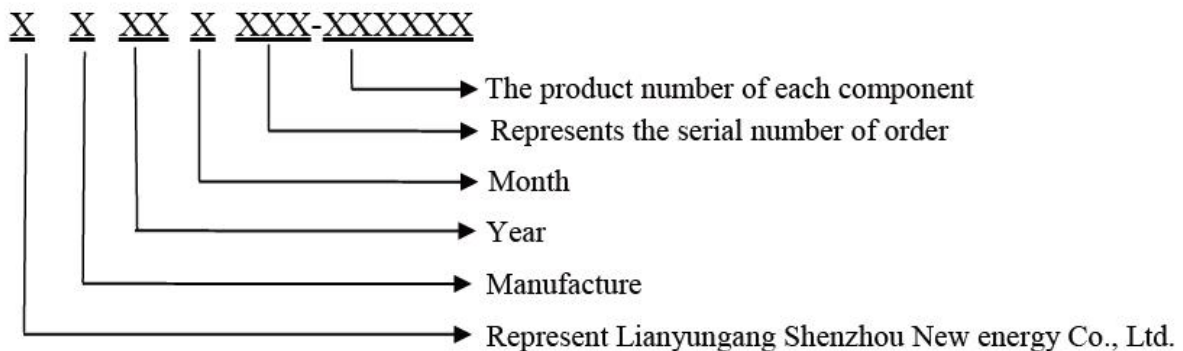 X X XX X XXX-XXXXXX
The product number of each component
Represents the serial number of order
Month
Year
Manufacture
Represent Lianyungang Shenzhou New energy Co., Ltd.